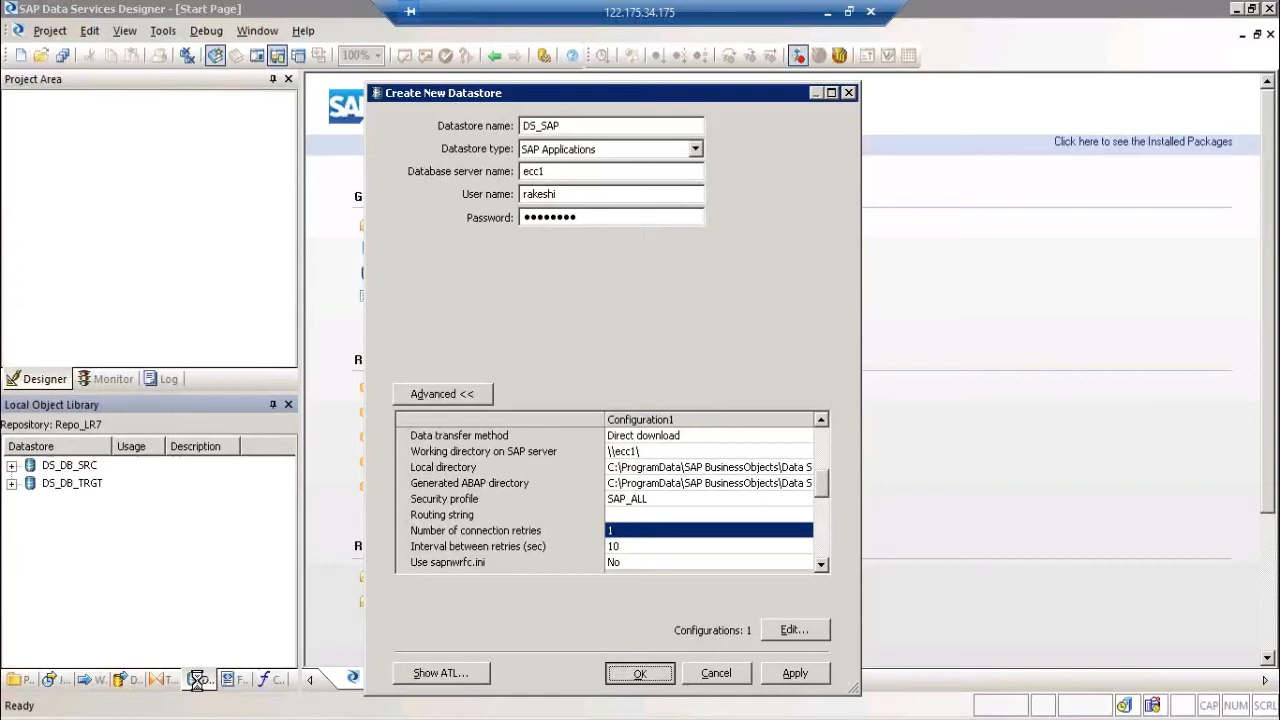 SAP Data Services Designer - [Start Page]
122.175.34.175
Project Edit View Tools Debug Window Help
100%
Project Area
Create New Datastore
SA
Click here to see the Installed Packages
Datastore name: DS_SAP
Datastore type: SAP Applications
Database server name: ecc1
User name: rakeshi
Password: ●●●●●●●●
G
R
R
Designer Monitor Log
Advanced <<
Local Object Library
Repository: Repo_LR7
Datastore Usage Description
DS_DB_SRC
DS_DB_TRGT
Configuration1
Data transfer method Direct download
Working directory on SAP server \\ecc1\
Local directory C:\ProgramData\SAP BusinessObjects\Data S
Generated ABAP directory C:\ProgramData\SAP BusinessObjects\Data S
Security profile SAP_ALL
Routing string
Number of connection retries 1
Interval between retries (sec) 10
Use sapnwrfc.ini No
Configurations: 1 Edit...
Show ATL... OK Cancel Apply
P... J... W... D... T... F... C...
Ready
CAP NUM SCRL